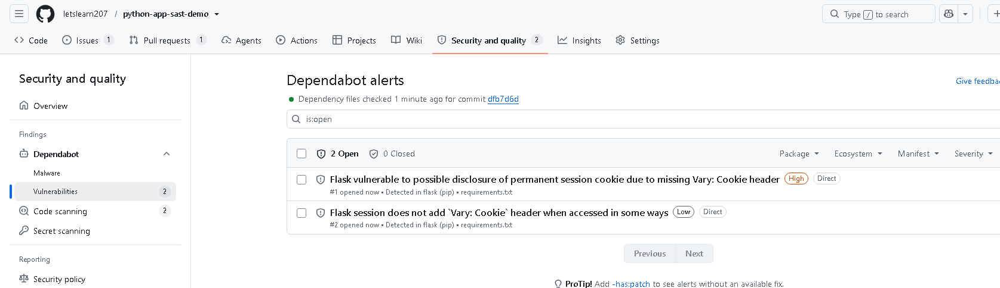 letslearn207 / python-app-sast-demo
Type / to search
Code Issues 1 Pull requests 1 Agents Actions Projects Wiki Security and quality 2 Insights Settings
Security and quality
Overview
Findings
Dependabot
Malware
Vulnerabilities 2
Code scanning 2
Secret scanning
Reporting
Security policy
Dependabot alerts
Give feedba
Dependency files checked 1 minute ago for commit dfb7d6d
is:open
2 Open 0 Closed Package Ecosystem Manifest Severity
Flask vulnerable to possible disclosure of permanent session cookie due to missing Vary: Cookie header High Direct
#1 opened now • Detected in flask (pip) • requirements.txt
Flask session does not add `Vary: Cookie` header when accessed in some ways Low Direct
#2 opened now • Detected in flask (pip) • requirements.txt
Previous Next
ProTip! Add -has:patch to see alerts without an available fix.